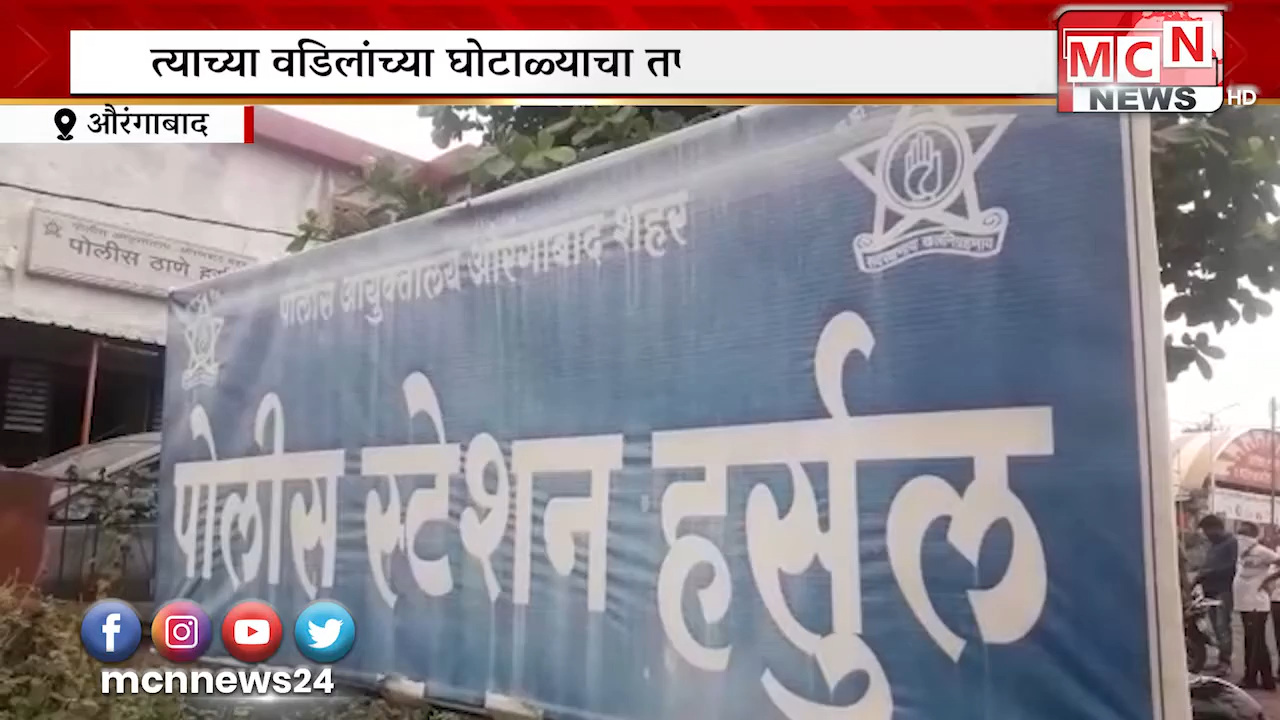 त्याच्या वडिलांच्या घोटाळ्याचा
MCN
NEWS HD
औरंगाबाद
पोलीस ठाणे
पोलीस आयुक्तालय औरंगाबाद शहर
पोलीस स्टेशन हर्सुल
mcnnews24